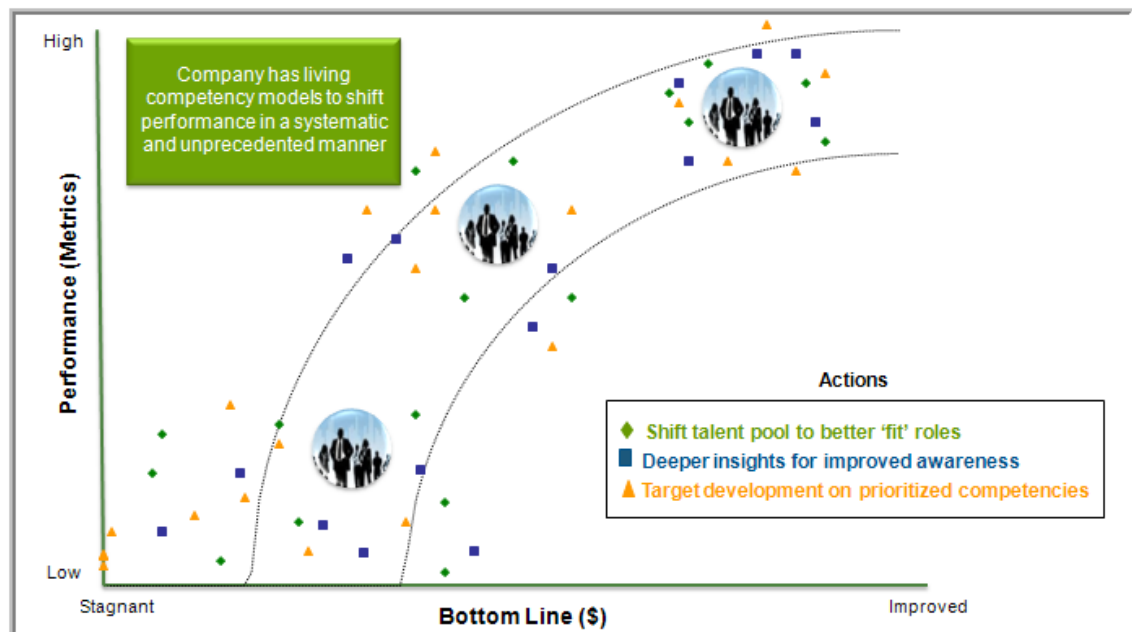 High
Company has living
competency models to shift
performance in a systematic
and unprecedented manner
Performance (Metrics)
Actions
Shift talent pool to better ‘fit’ roles
Deeper insights for improved awareness
Target development on prioritized competencies
Low
Stagnant
Bottom Line ($)
Improved